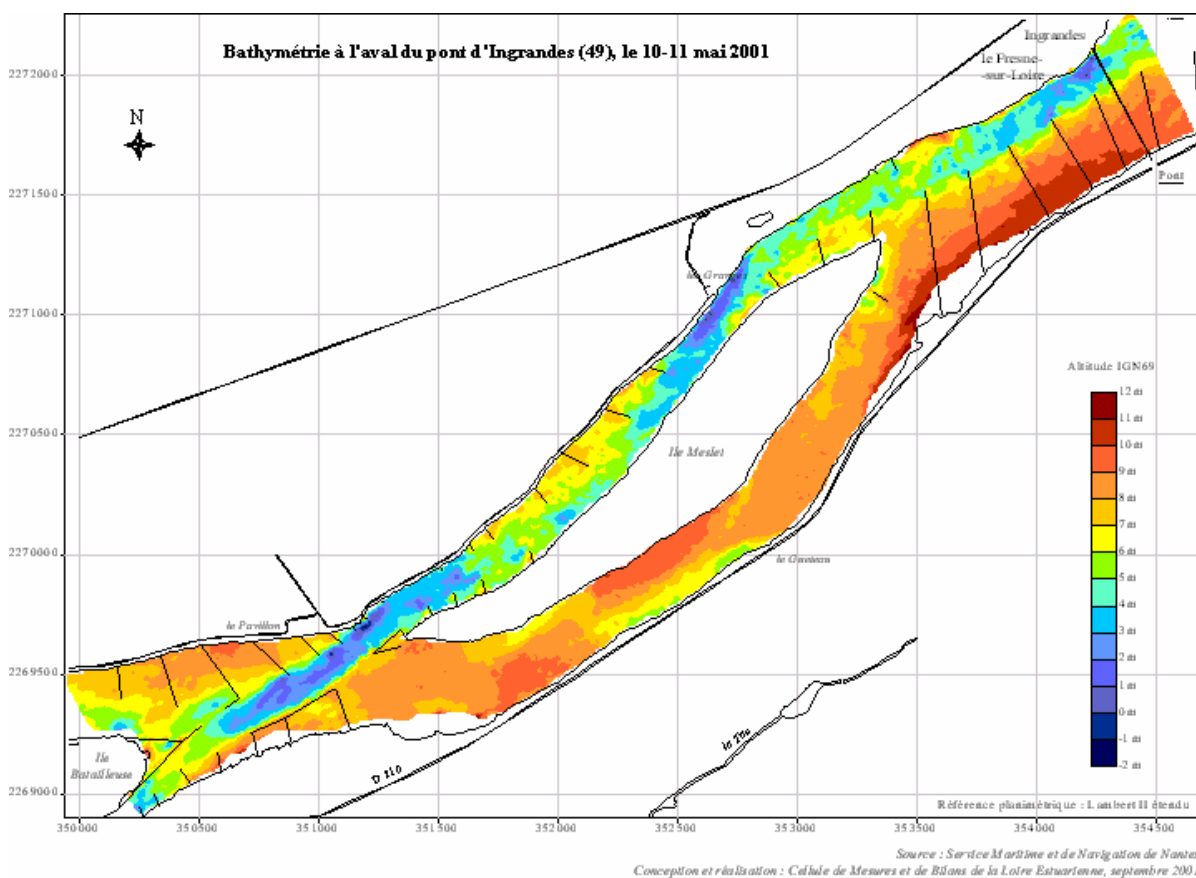 Bathymétrie à l'aval du pont d'Ingrandes (49), le 10-11 mai 2001
Ingrandes
le Fresne-
-sur-Loire
N
Pont
Altitude IGN69
12 m
11 m
10 m
9 m
8 m
7 m
6 m
5 m
4 m
3 m
2 m
1 m
0 m
-1 m
-2 m
Ile Meslet
le Pavillon
Ile
Batailleuse
D 210
2272000
2271500
2271000
2270500
2270000
2269500
2269000
350000
350500
351000
351500
352000
352500
353000
353500
354000
354500
Référence planimétrique : Lambert II étendu
Source : Service Maritime et de Navigation de Nantes
Conception et réalisation : Cellule de Mesures et de Bilans de la Loire Estuarienne, septembre 2001